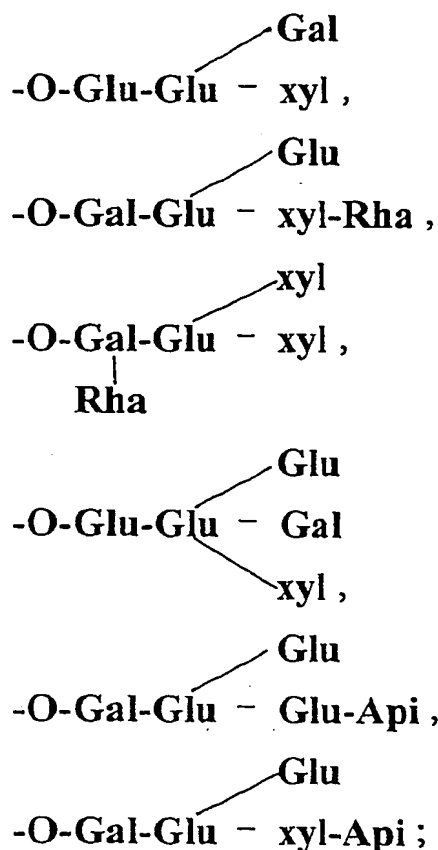 Gal
-O-Glu-Glu - xyl ,
Glu
-O-Gal-Glu - xyl-Rha ,
xyl
-O-Gal-Glu - xyl ,
Rha
Glu
-O-Glu-Glu - Gal
xyl ,
Glu
-O-Gal-Glu - Glu-Api ,
Glu
-O-Gal-Glu - xyl-Api ;